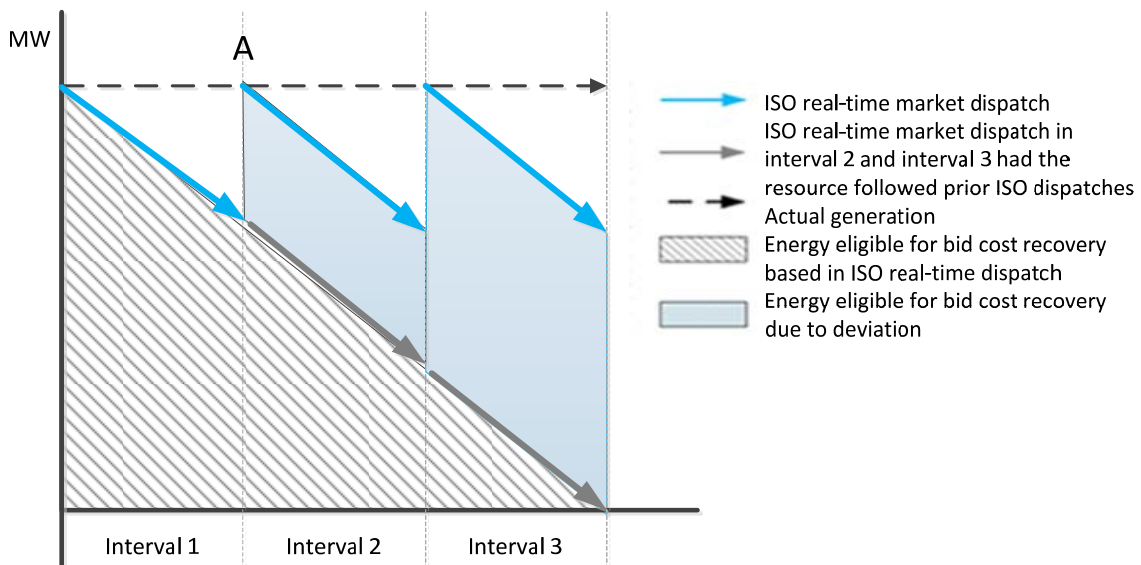 MW
A
ISO real-time market dispatch
ISO real-time market dispatch in
interval 2 and interval 3 had the
resource followed prior ISO dispatches
Actual generation
Energy eligible for bid cost recovery
based in ISO real-time dispatch
Energy eligible for bid cost recovery
due to deviation
Interval 1
Interval 2
Interval 3